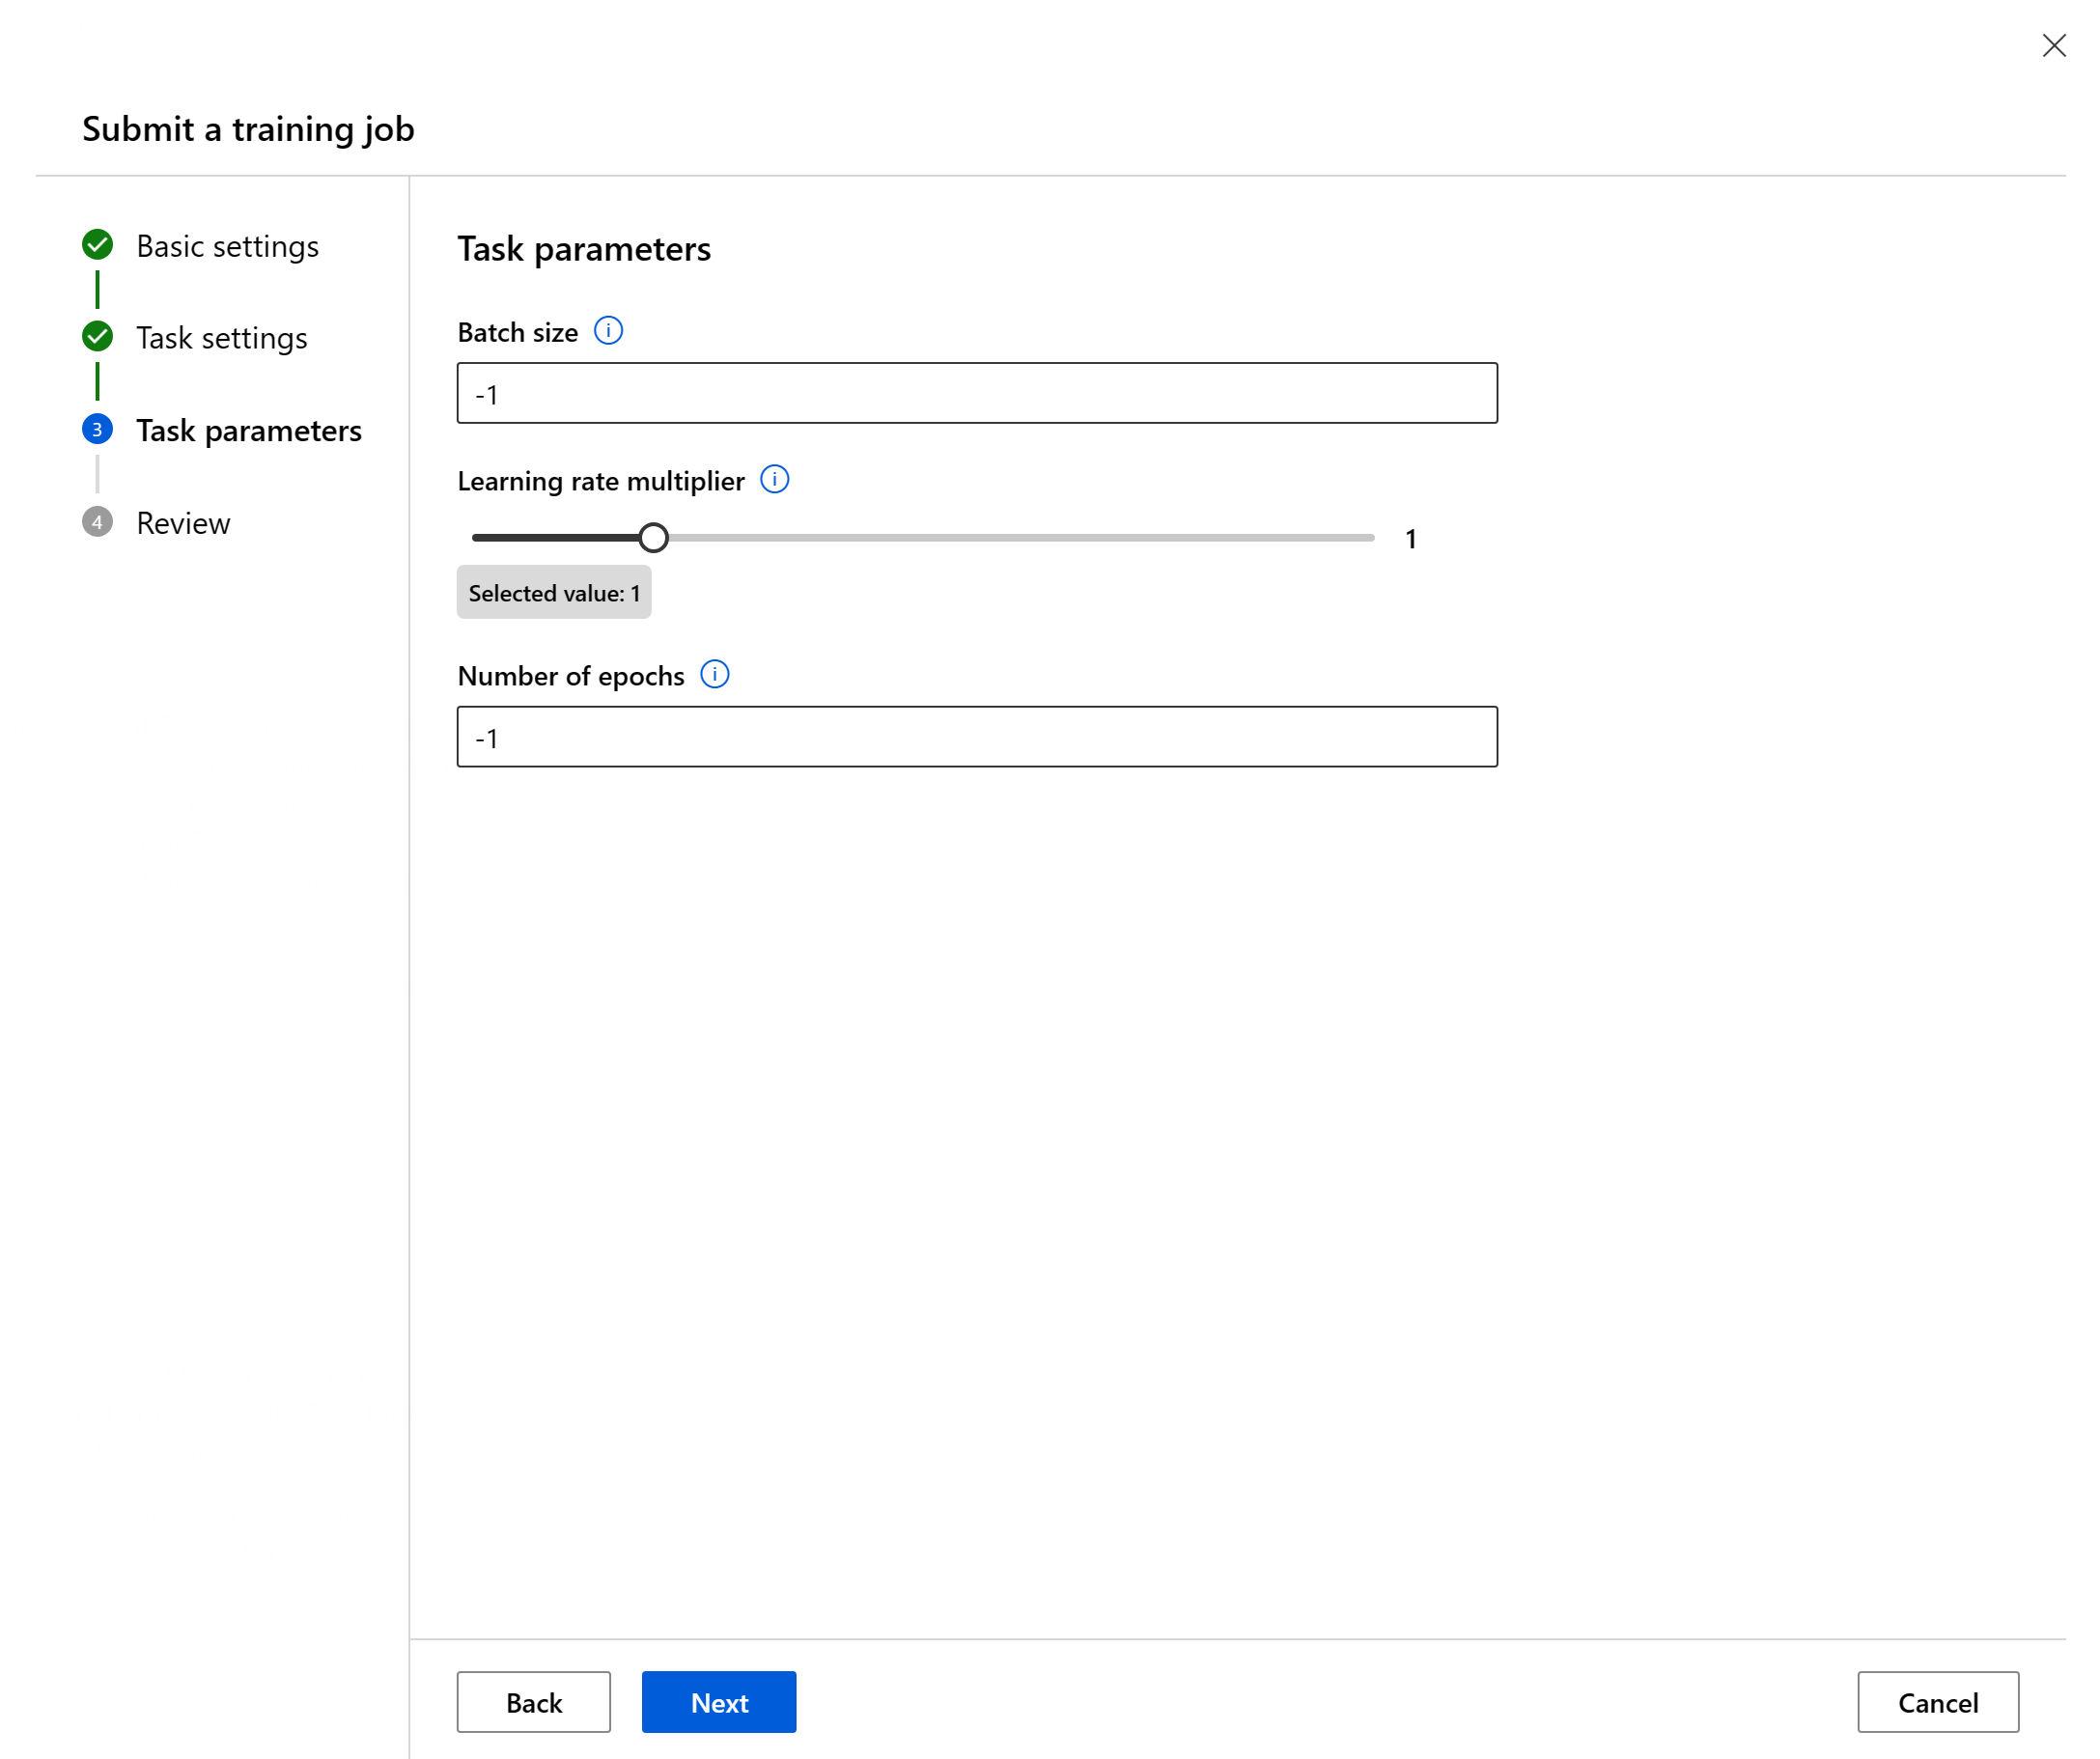 Submit a training job
Basic settings
Task settings
3 Task parameters
4 Review
Task parameters
Batch size i
-1
Learning rate multiplier i
1
Selected value: 1
Number of epochs i
-1
Back Next Cancel